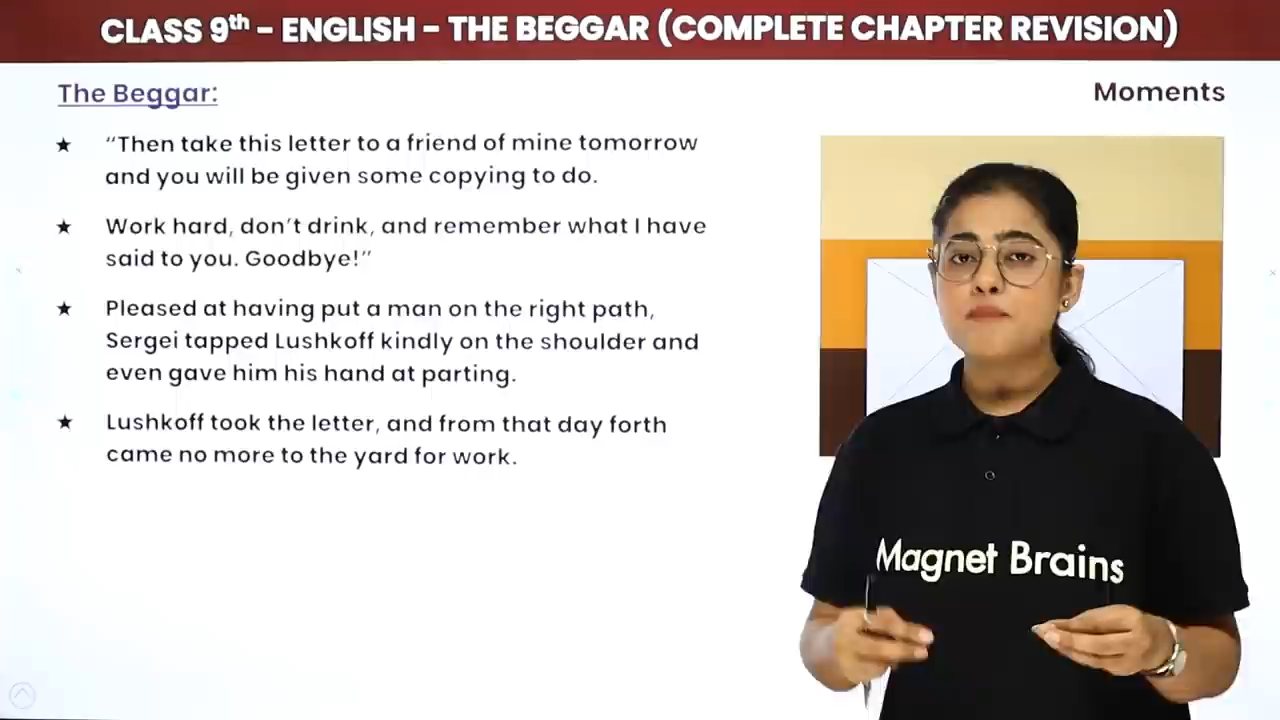 CLASS 9th - ENGLISH - THE BEGGAR (COMPLETE CHAPTER REVISION)
The Beggar:
Moments
★ “Then take this letter to a friend of mine tomorrow
and you will be given some copying to do.
★ Work hard, don’t drink, and remember what I have
said to you. Goodbye!”
★ Pleased at having put a man on the right path,
Sergei tapped Lushkoff kindly on the shoulder and
even gave him his hand at parting.
★ Lushkoff took the letter, and from that day forth
came no more to the yard for work.
Magnet Brains